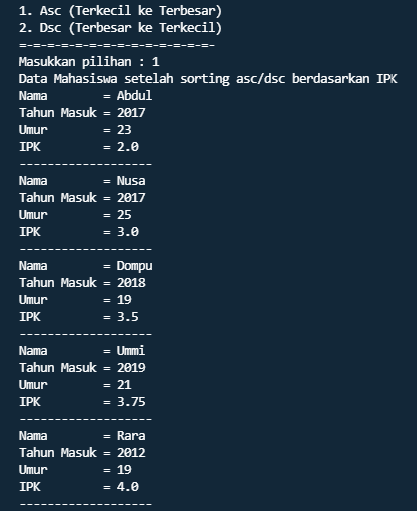 1. Asc (Terkecil ke Terbesar)
2. Dsc (Terbesar ke Terkecil)
=-=-=-=-=-=-=-=-=-=-=-=-=-=-
Masukkan pilihan : 1
Data Mahasiswa setelah sorting asc/dsc berdasarkan IPK
Nama        = Abdul
Tahun Masuk = 2017
Umur        = 23
IPK         = 2.0
-------------------
Nama        = Nusa
Tahun Masuk = 2017
Umur        = 25
IPK         = 3.0
-------------------
Nama        = Dompu
Tahun Masuk = 2018
Umur        = 19
IPK         = 3.5
-------------------
Nama        = Ummi
Tahun Masuk = 2019
Umur        = 21
IPK         = 3.75
-------------------
Nama        = Rara
Tahun Masuk = 2012
Umur        = 19
IPK         = 4.0
-------------------